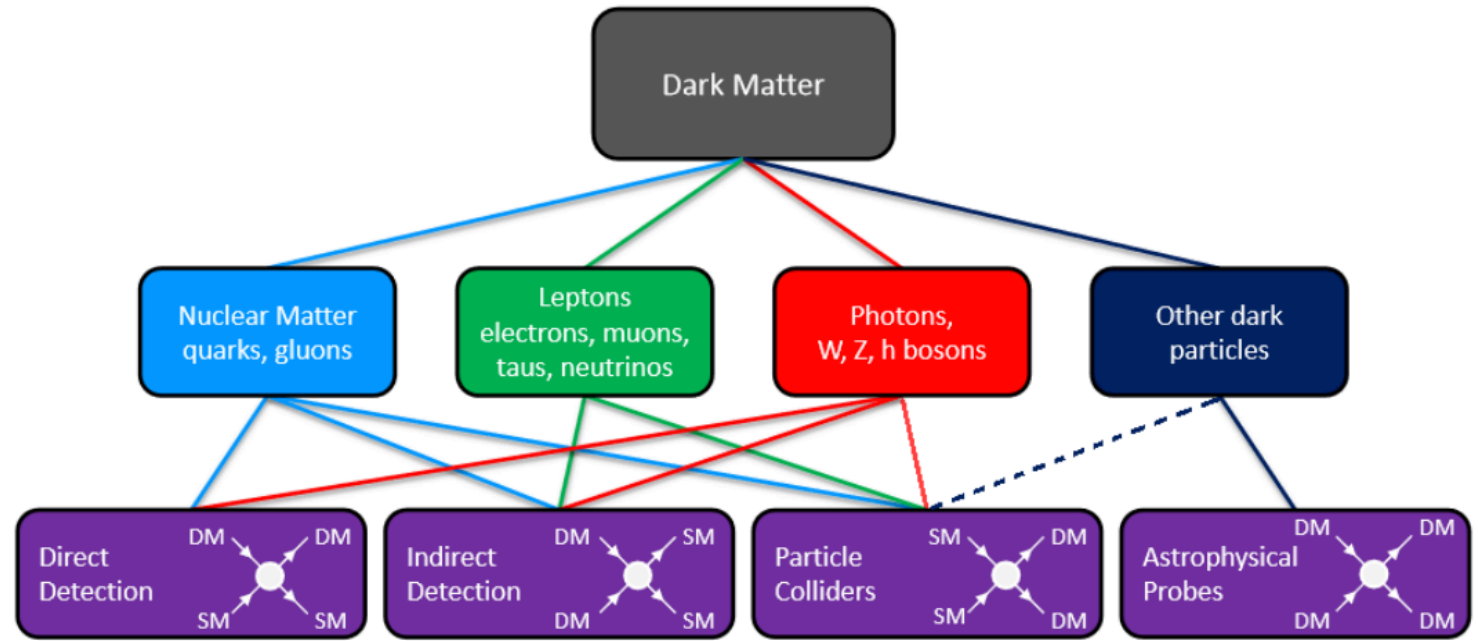 Dark Matter
Nuclear Matter
quarks, gluons
Leptons
electrons, muons,
taus, neutrinos
Photons,
W, Z, h bosons
Other dark
particles
Direct
Detection
DM
DM
SM
SM
Indirect
Detection
DM
SM
DM
SM
Particle
Colliders
SM
DM
SM
DM
Astrophysical
Probes
DM
DM
DM
DM